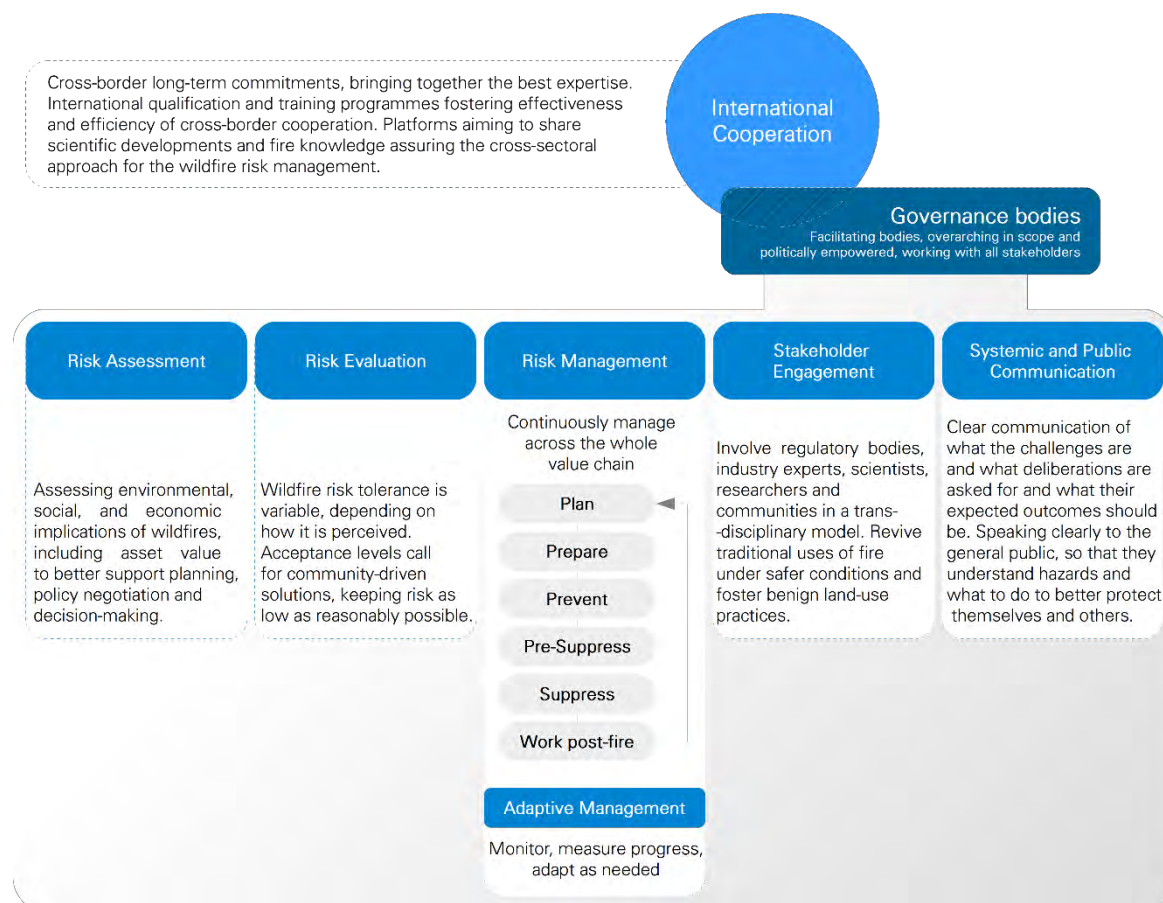 Cross-border long-term commitments, bringing together the best expertise.
International qualification and training programmes fostering effectiveness
and efficiency of cross-border cooperation. Platforms aiming to share
scientific developments and fire knowledge assuring the cross-sectoral
approach for the wildfire risk management.
International
Cooperation
Governance bodies
Facilitating bodies, overarching in scope and
politically empowered, working with all stakeholders
Risk Assessment
Assessing environmental,
social, and economic
implications of wildfires,
including asset value
to better support planning,
policy negotiation and
decision-making.
Risk Evaluation
Wildfire risk tolerance is
variable, depending on
how it is perceived.
Acceptance levels call
for community-driven
solutions, keeping risk as
low as reasonably possible.
Risk Management
Continuously manage
across the whole
value chain
Plan
Prepare
Prevent
Pre-Suppress
Suppress
Work post-fire
Adaptive Management
Monitor, measure progress,
adapt as needed
Stakeholder
Engagement
Involve regulatory bodies,
industry experts, scientists,
researchers and
communities in a trans-
-disciplinary model. Revive
traditional uses of fire
under safer conditions and
foster benign land-use
practices.
Systemic and Public
Communication
Clear communication of
what the challenges are
and what deliberations are
asked for and what their
expected outcomes should
be. Speaking clearly to the
general public, so that they
understand hazards and
what to do to better protect
themselves and others.